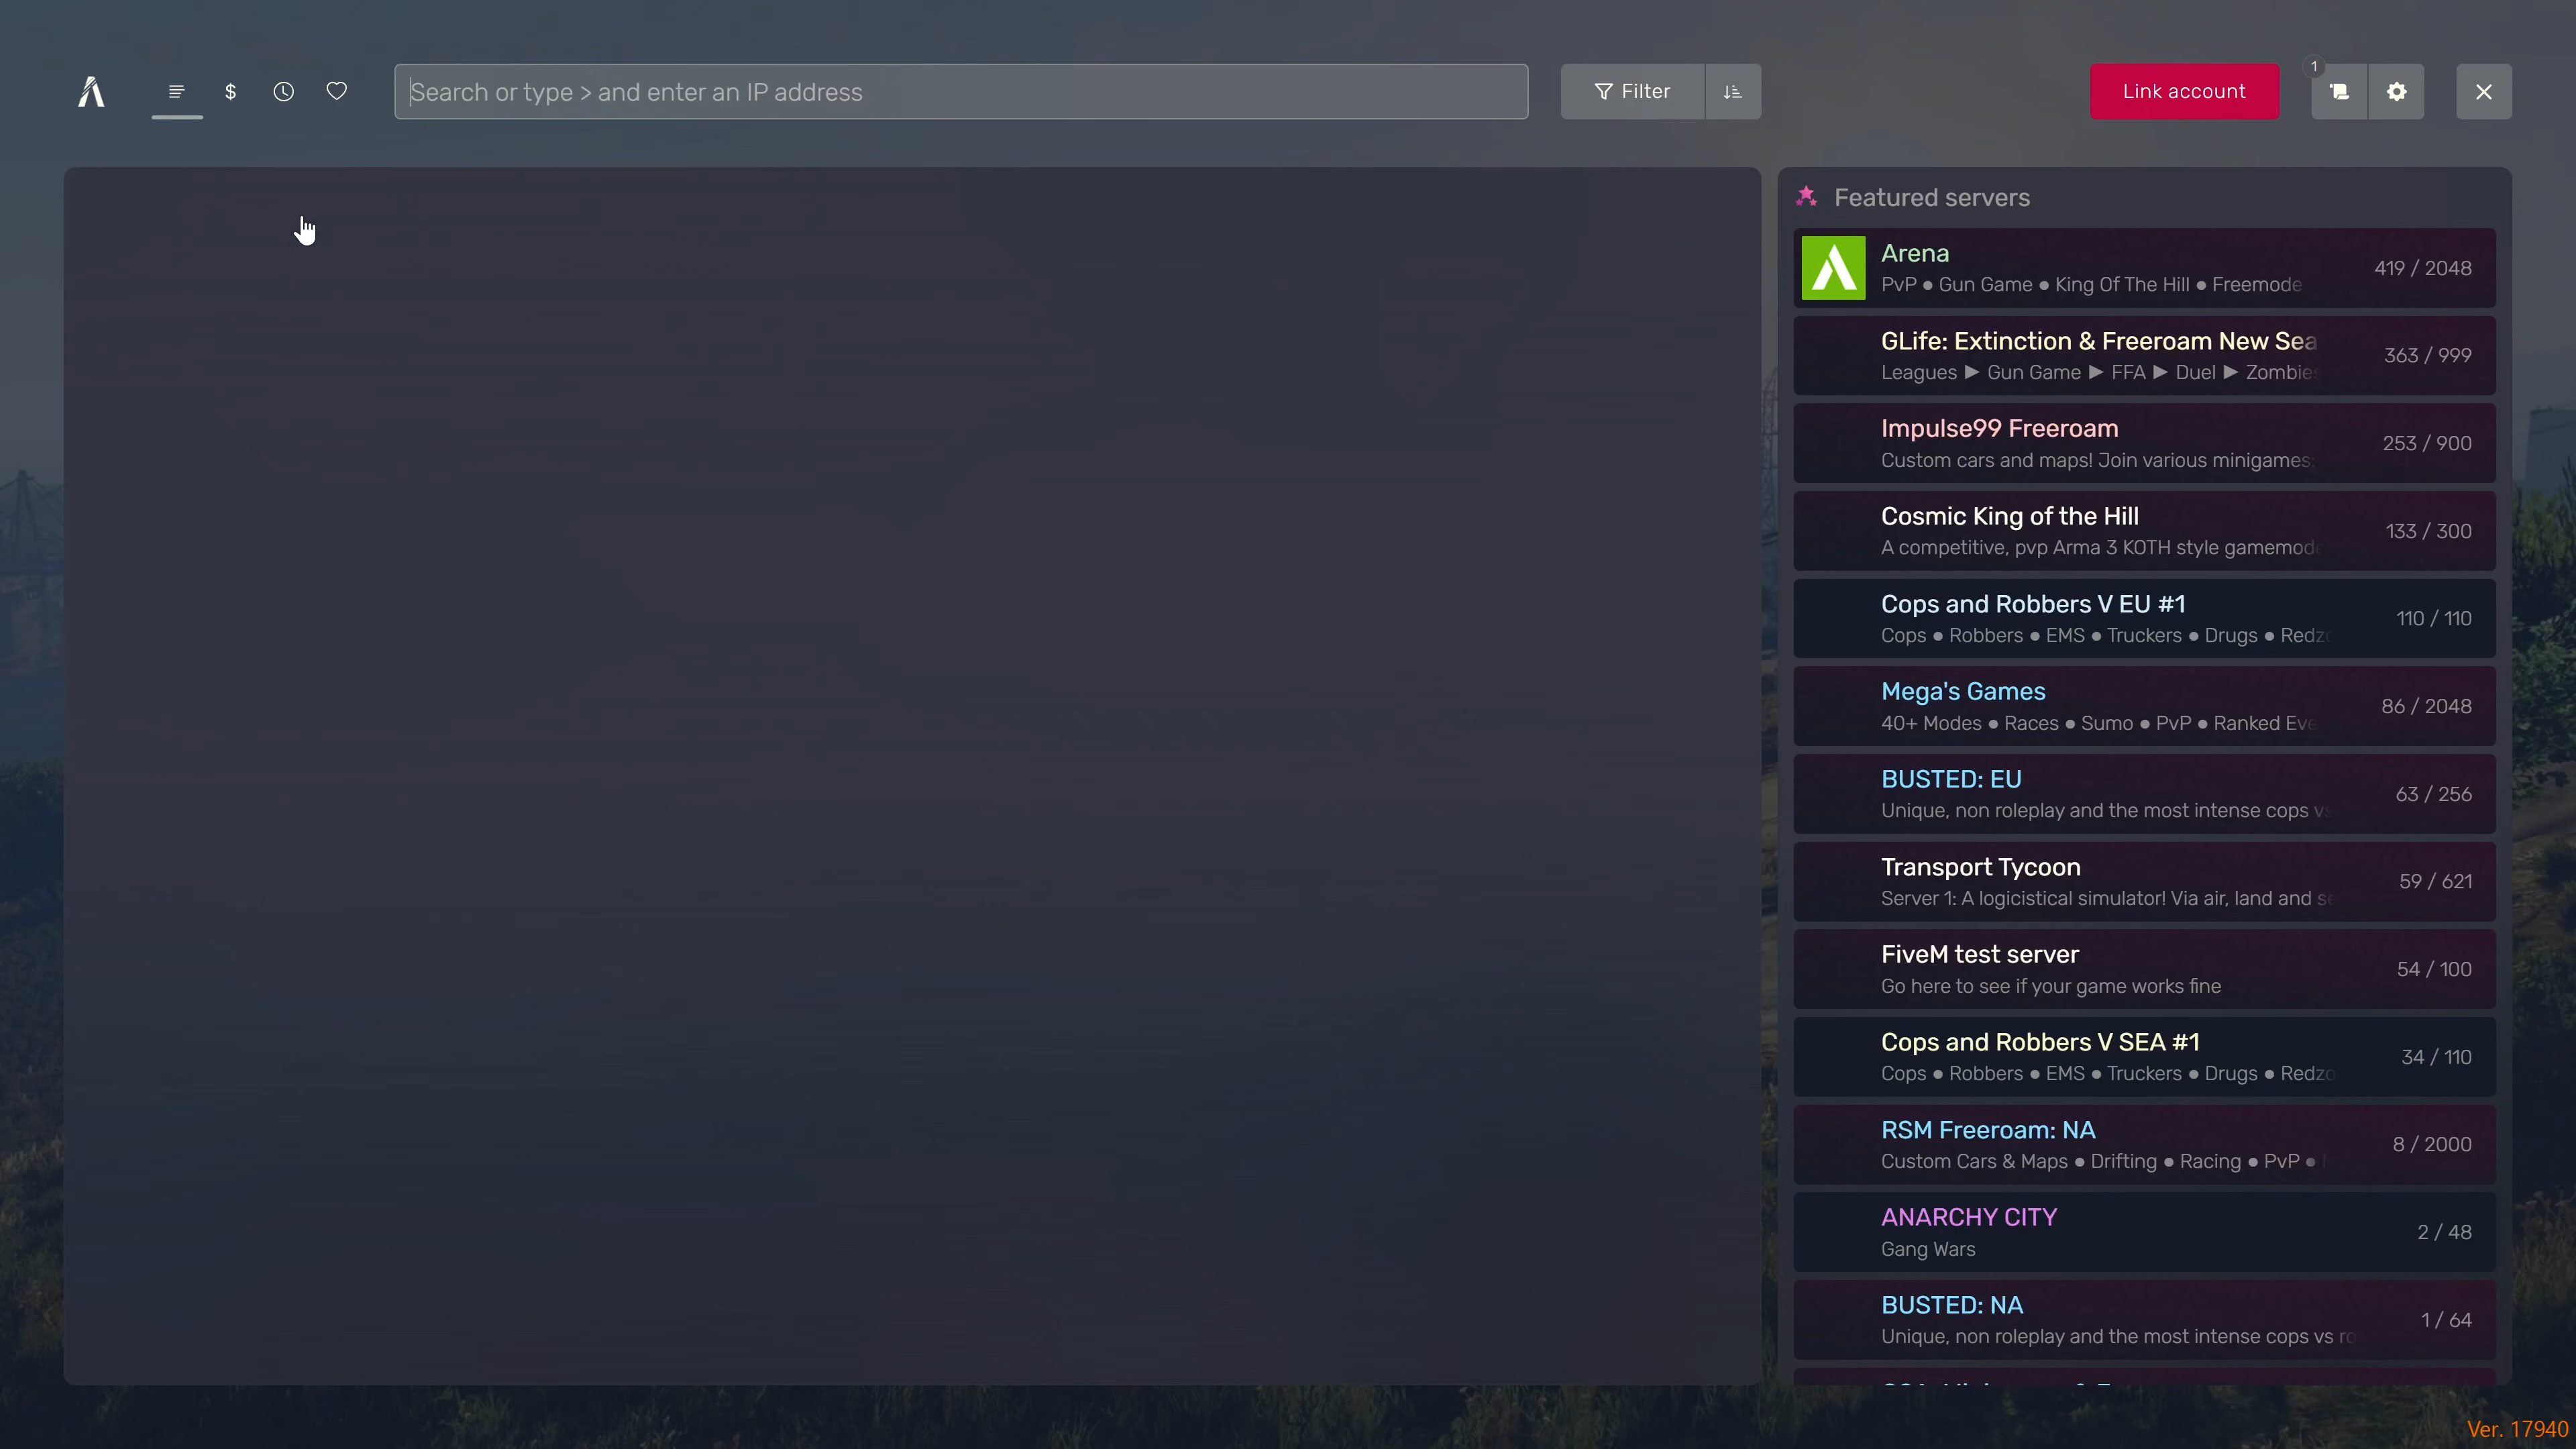 $
Search or type > and enter an IP address
Filter
Link account
1
Featured servers
Arena
PvP ● Gun Game ● King Of The Hill ● Freemode
419 / 2048
GLife: Extinction & Freeroam New Sea
Leagues ► Gun Game ► FFA ► Duel ► Zombies
363 / 999
Impulse99 Freeroam
Custom cars and maps! Join various minigames:
253 / 900
Cosmic King of the Hill
A competitive, pvp Arma 3 KOTH style gamemod
133 / 300
Cops and Robbers V EU #1
Cops ● Robbers ● EMS ● Truckers ● Drugs ● Redz
110 / 110
Mega's Games
40+ Modes ● Races ● Sumo ● PvP ● Ranked Eve
86 / 2048
BUSTED: EU
Unique, non roleplay and the most intense cops vs
63 / 256
Transport Tycoon
Server 1: A logicistical simulator! Via air, land and se
59 / 621
FiveM test server
Go here to see if your game works fine
54 / 100
Cops and Robbers V SEA #1
Cops ● Robbers ● EMS ● Truckers ● Drugs ● Redzo
34 / 110
RSM Freeroam: NA
Custom Cars & Maps ● Drifting ● Racing ● PvP ●
8 / 2000
ANARCHY CITY
Gang Wars
2 / 48
BUSTED: NA
Unique, non roleplay and the most intense cops vs ro
1 / 64
Ver. 17940